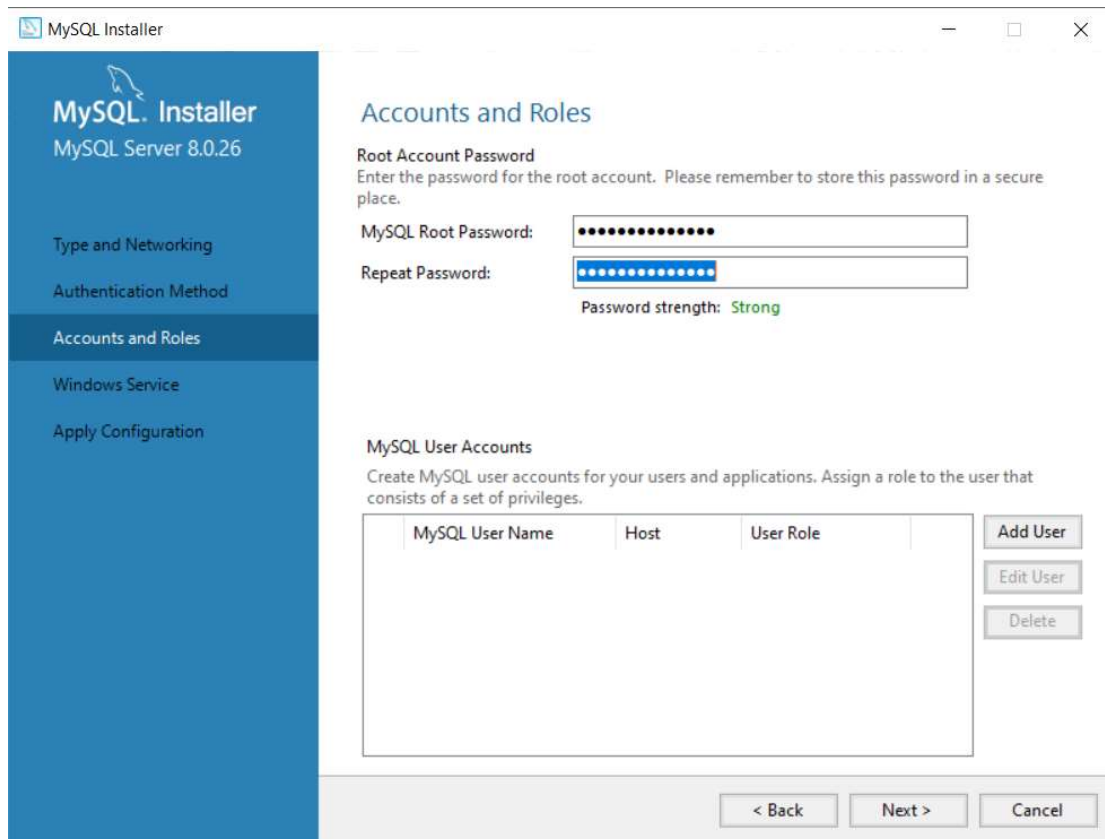 MySQL Installer
MySQL. Installer
MySQL Server 8.0.26
Type and Networking
Authentication Method
Accounts and Roles
Windows Service
Apply Configuration
Accounts and Roles
Root Account Password
Enter the password for the root account. Please remember to store this password in a secure
place.
MySQL Root Password: ●●●●●●●●●●●●●●
Repeat Password: ●●●●●●●●●●●●●●
Password strength: Strong
MySQL User Accounts
Create MySQL user accounts for your users and applications. Assign a role to the user that
consists of a set of privileges.
MySQL User Name Host User Role
Add User
Edit User
Delete
< Back Next > Cancel